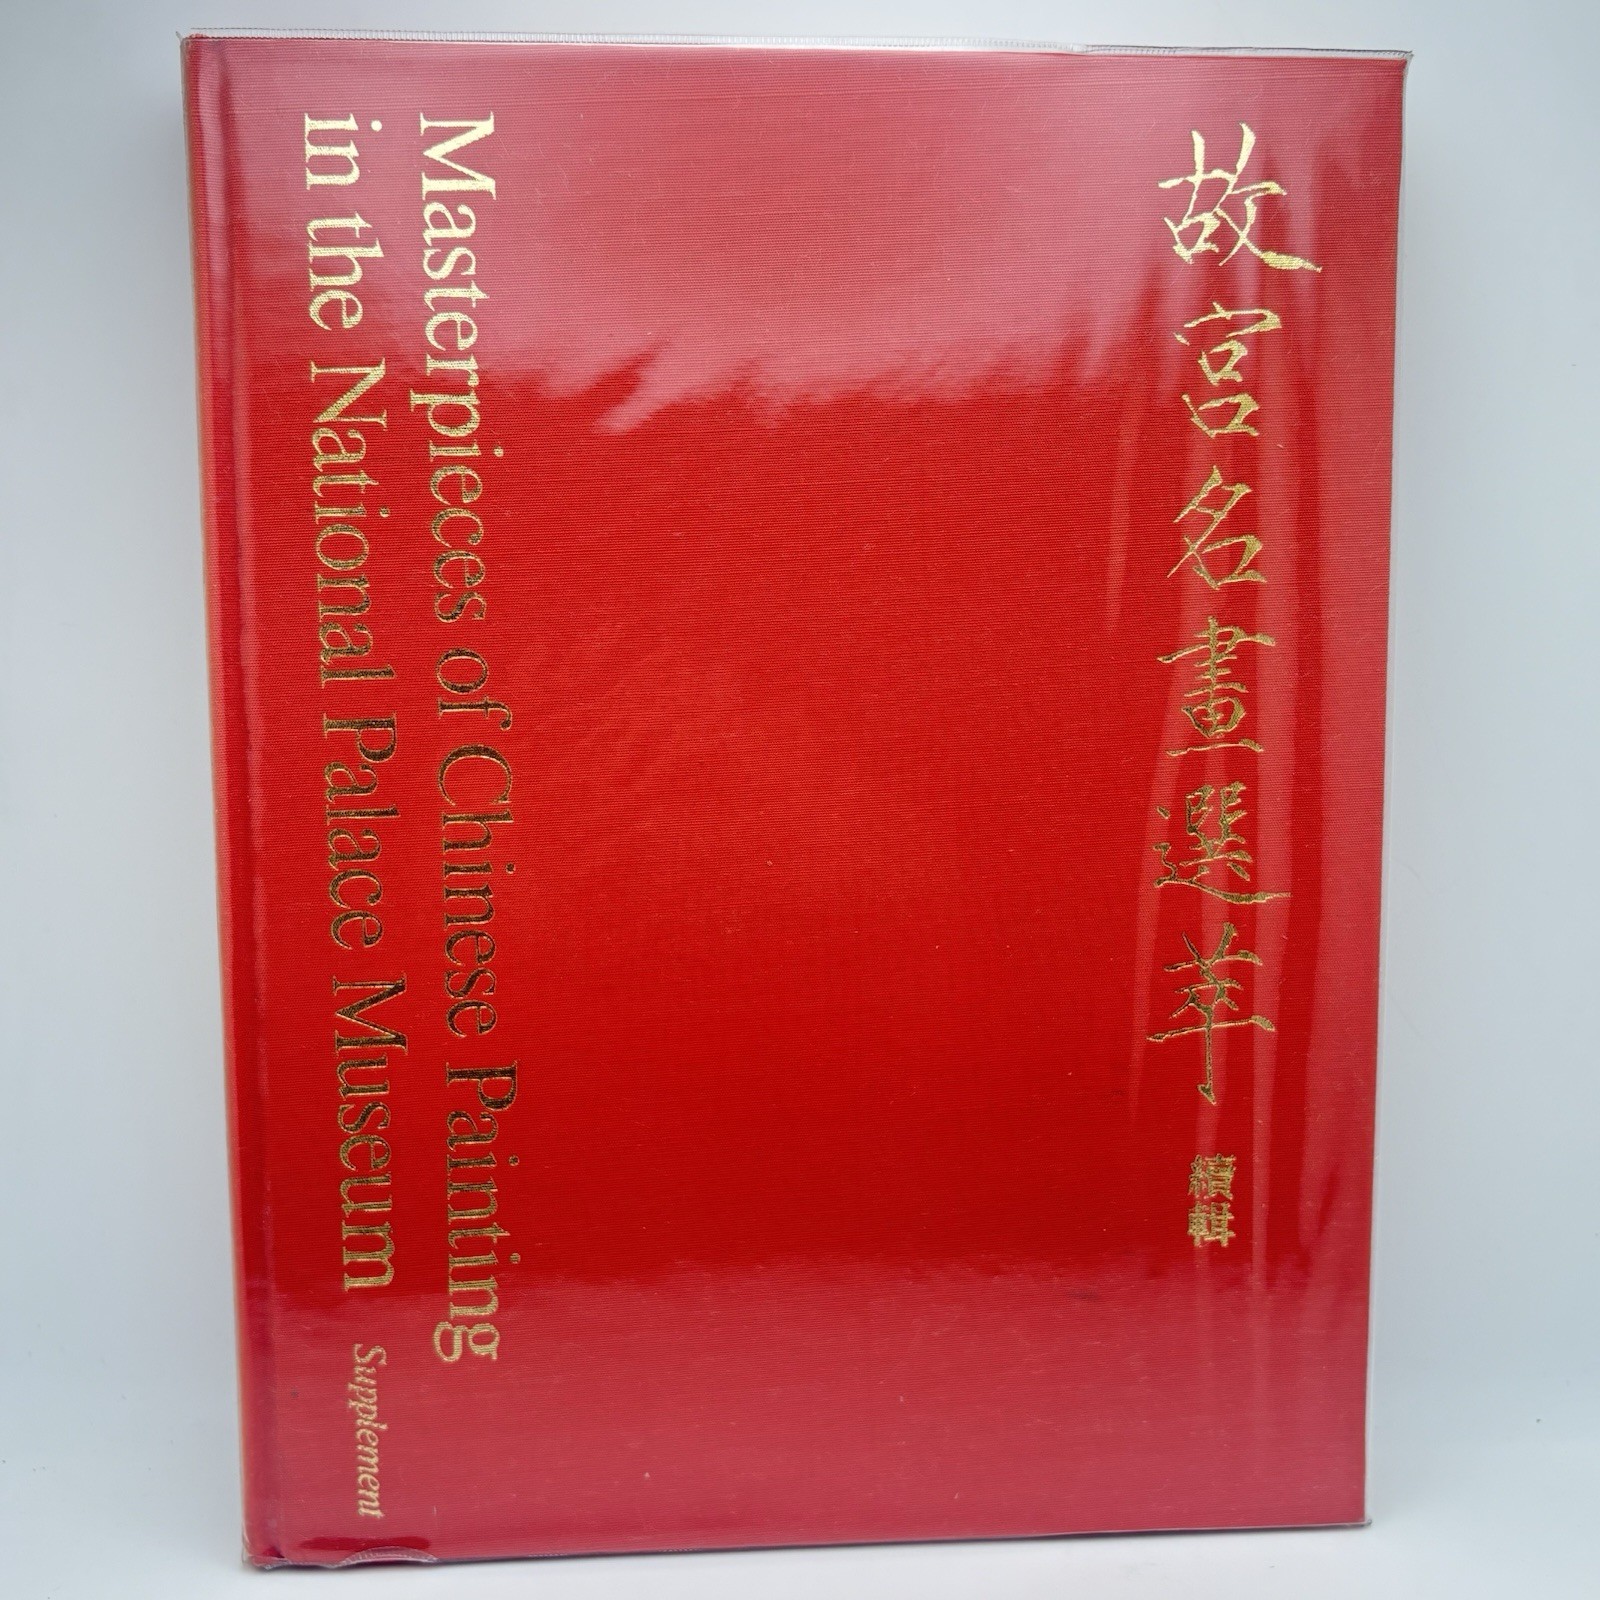 故宮名畫選萃 續輯
Masterpieces of Chinese Painting
in the National Palace Museum Supplement